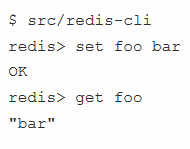 $ src/redis-cli
redis> set foo bar
OK
redis> get foo
"bar"